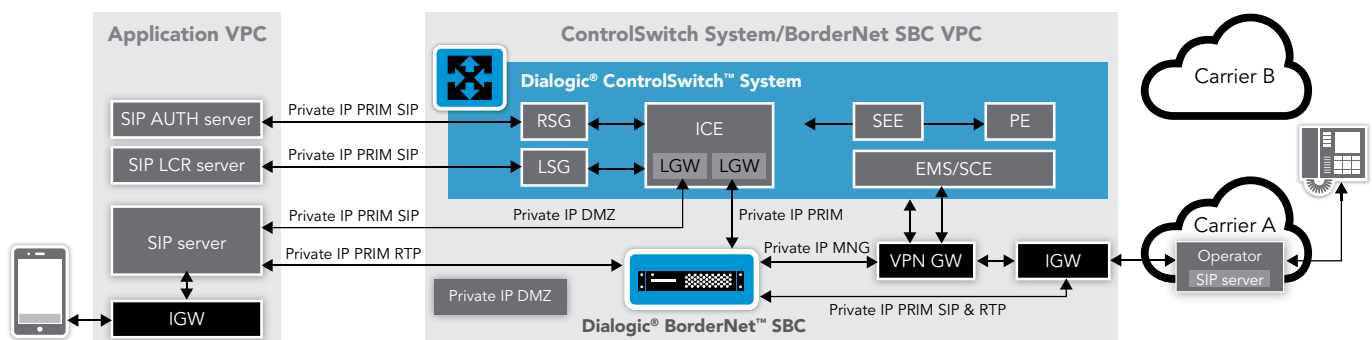 Application VPC
ControlSwitch System/BorderNet SBC VPC
Dialogic® ControlSwitch™ System
Carrier B
SIP AUTH server
Private IP PRIM SIP
RSG
ICE
SEE
PE
SIP LCR server
Private IP PRIM SIP
LSG
LGW
LGW
EMS/SCE
SIP server
Private IP PRIM SIP
Private IP DMZ
Private IP PRIM
Carrier A
Private IP PRIM RTP
Private IP MNG
VPN GW
IGW
Operator
SIP server
Private IP DMZ
Private IP PRIM SIP & RTP
IGW
Dialogic® BorderNet™ SBC